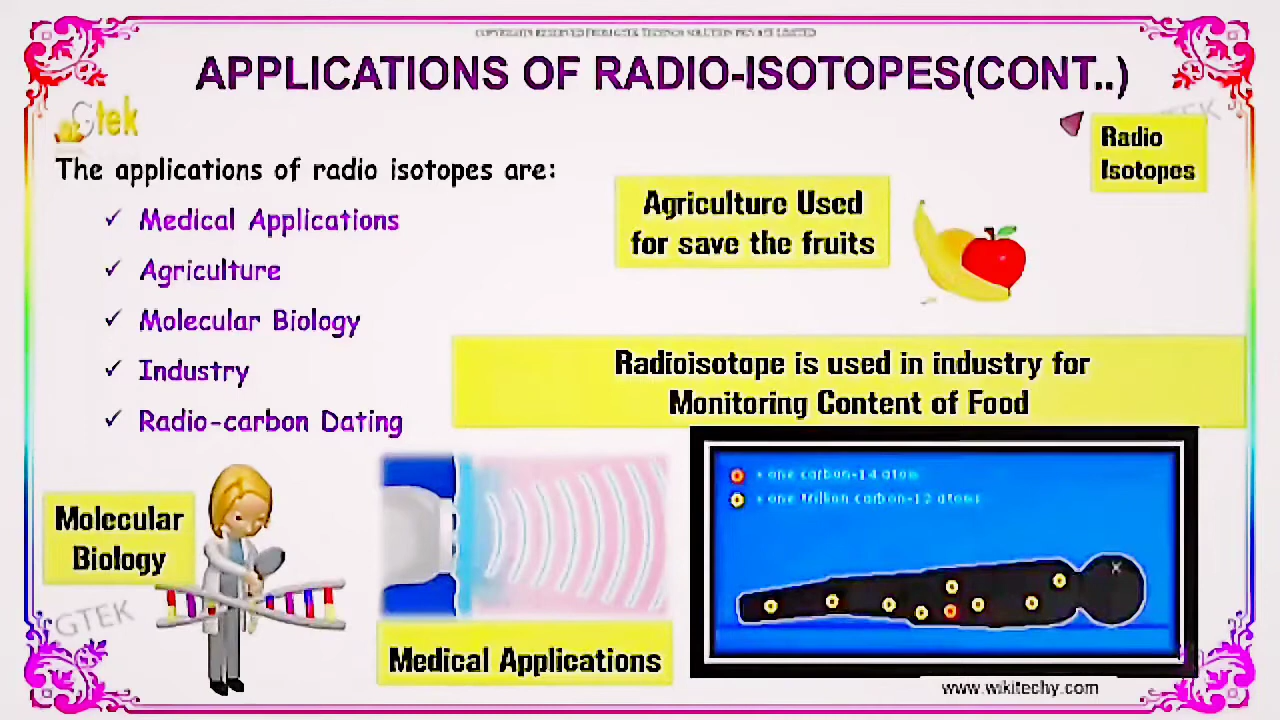 APPLICATIONS OF RADIO-ISOTOPES(CONT..)
Gtek
GTEK
Radio
Isotopes
The applications of radio isotopes are:
✓ Medical Applications
✓ Agriculture
✓ Molecular Biology
✓ Industry
✓ Radio-carbon Dating
Agriculture Used
for save the fruits
Radioisotope is used in industry for
Monitoring Content of Food
• one carbon-14 atom
• one trillion carbon-12 atoms
Molecular
Biology
GTEK
Medical Applications
www.wikitechy.com